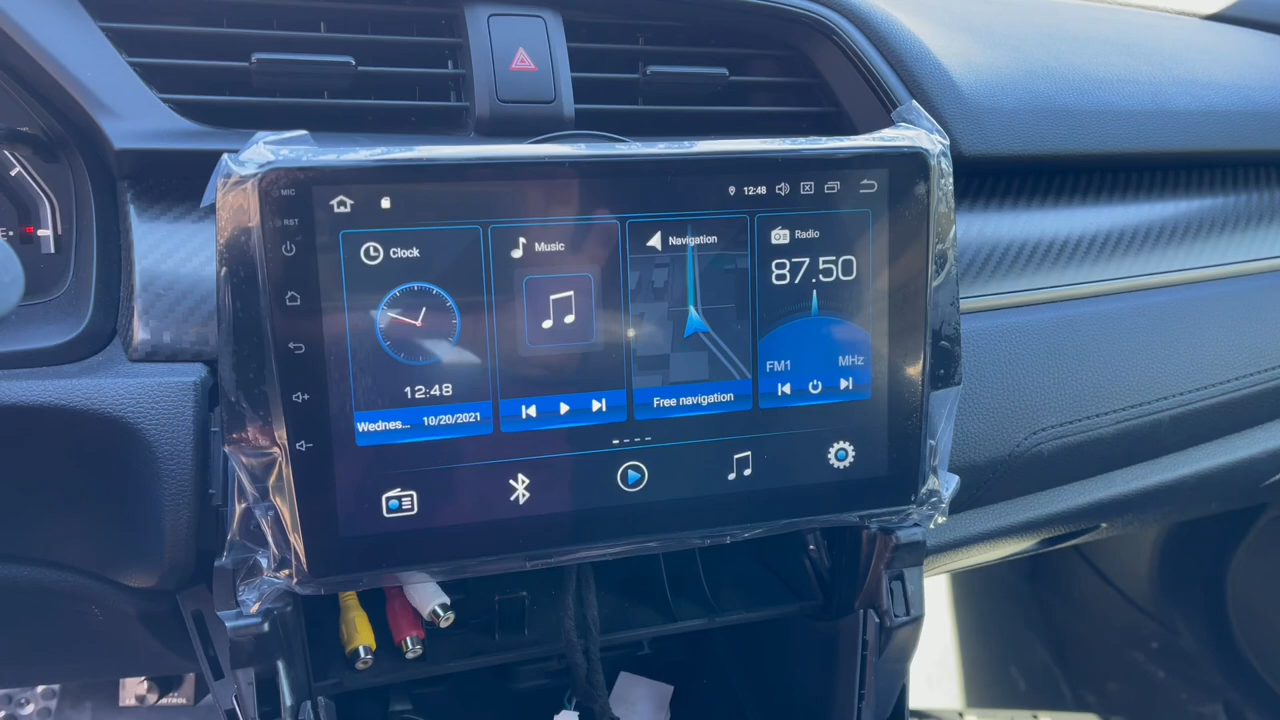 MIC
RST
12:48
Clock
12:48
Wednes... 10/20/2021
Music
Navigation
Free navigation
Radio
87.50
FM1 MHz
E